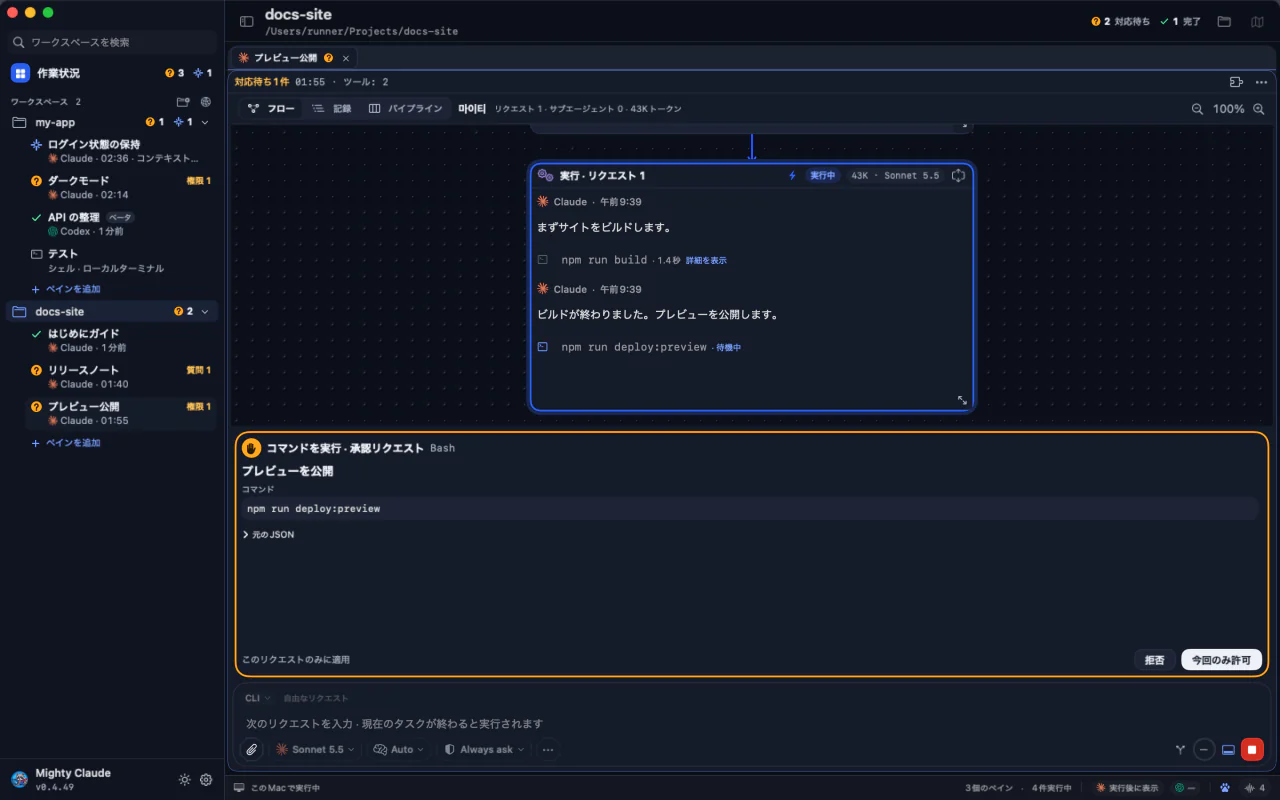 ワークスペースを検索
作業状況 3 1
ワークスペース 2
my-app 1 1
ログイン状態の保持
Claude · 02:36 · コンテキスト...
ダークモード 権限 1
Claude · 02:14
API の整理 ベータ
Codex · 1分前
テスト
シェル · ローカルターミナル
+ ペインを追加
docs-site 2
はじめにガイド
Claude · 1分前
リリースノート 質問 1
Claude · 01:40
プレビュー公開 権限 1
Claude · 01:55
+ ペインを追加
Mighty Claude
v0.4.49
docs-site
/Users/runner/Projects/docs-site
2 対応待ち 1 完了
プレビュー公開
対応待ち1件 01:55 · ツール: 2
フロー 記録 パイプライン 마이티 リクエスト 1 · サブエージェント 0 · 43Kトークン
100%
実行 · リクエスト 1 実行中 43K · Sonnet 5.5
Claude · 午前9:39
まずサイトをビルドします。
npm run build · 1.4秒 詳細を表示
Claude · 午前9:39
ビルドが終わりました。プレビューを公開します。
npm run deploy:preview · 待機中
コマンドを実行 · 承認リクエスト Bash
プレビューを公開
コマンド
npm run deploy:preview
元の JSON
このリクエストのみに適用 拒否 今回のみ許可
CLI 自由なリクエスト
次のリクエストを入力 · 現在のタスクが終わると実行されます
Sonnet 5.5 Auto Always ask
このMacで実行中 3個のペイン · 4件実行中 実行後に表示 — 4